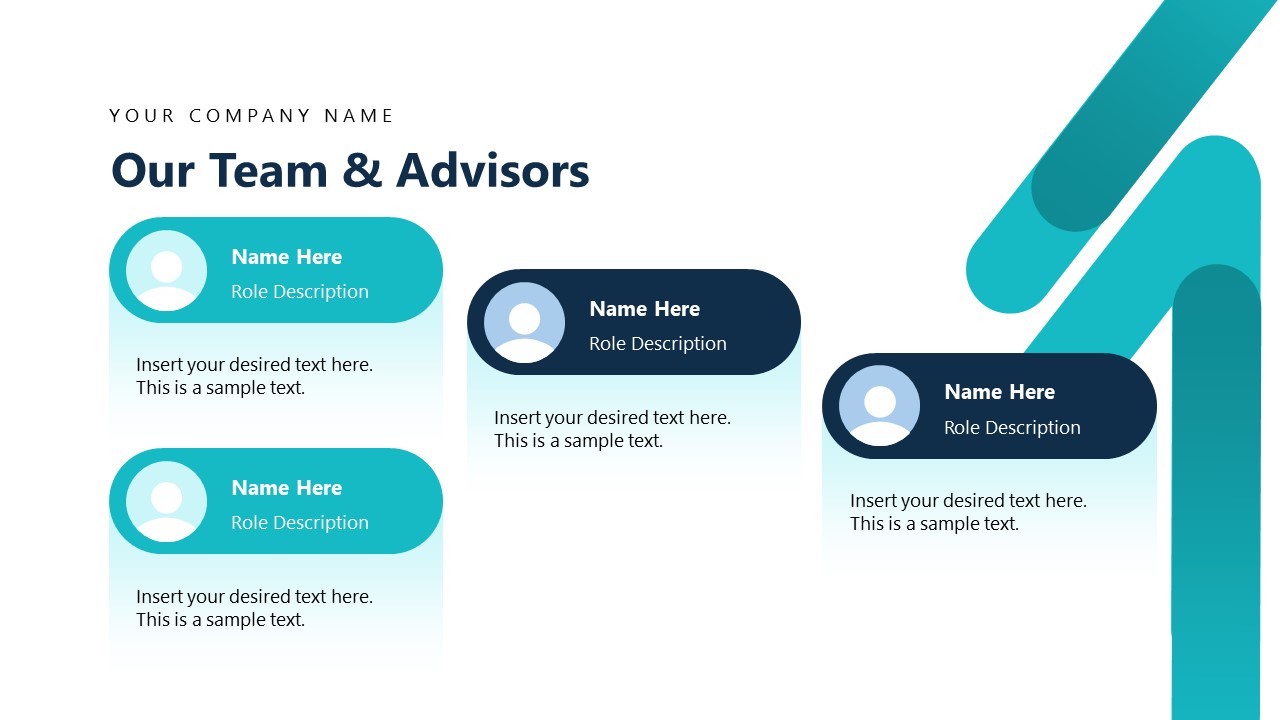 YOUR COMPANY NAME
Our Team & Advisors
Name Here
Role Description
Insert your desired text here.
This is a sample text.
Name Here
Role Description
Insert your desired text here.
This is a sample text.
Name Here
Role Description
Insert your desired text here.
This is a sample text.
Name Here
Role Description
Insert your desired text here.
This is a sample text.